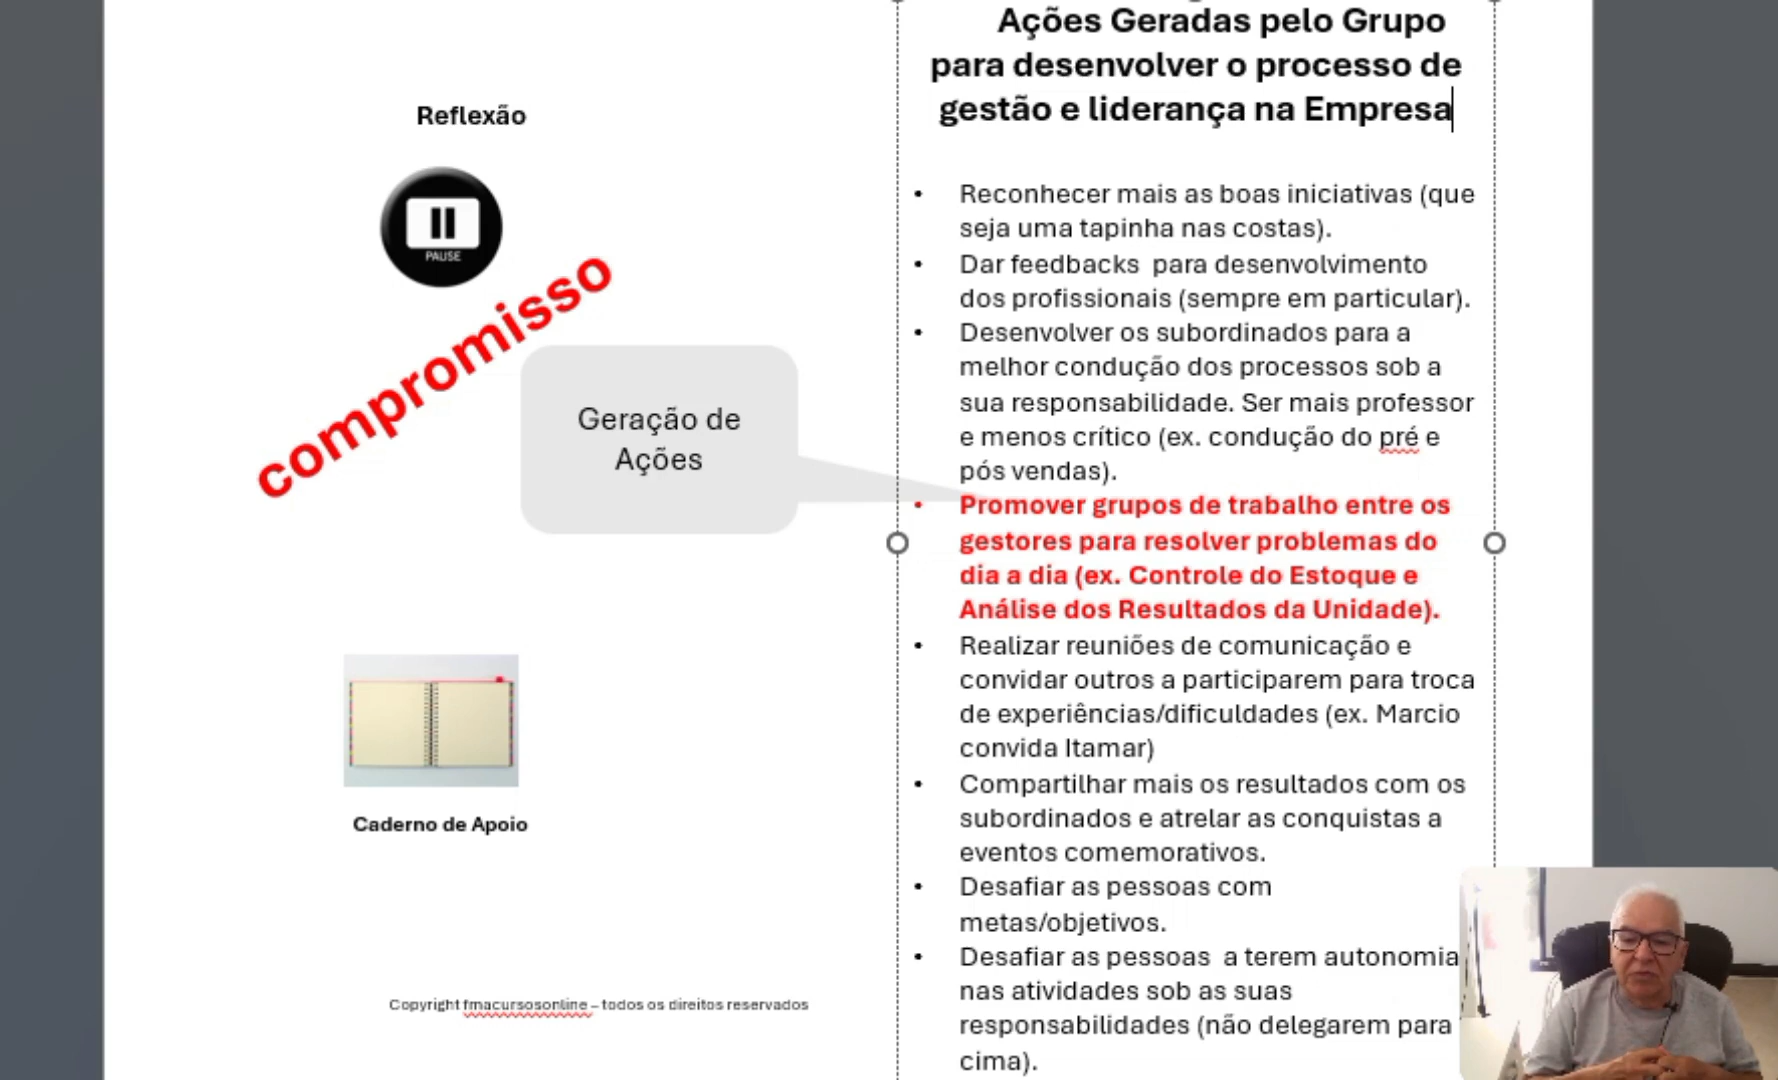 Reflexão
PAUSE
compromisso
Geração de
Ações
Caderno de Apoio
Copyright fmacursosonline – todos os direitos reservados
Ações Geradas pelo Grupo
para desenvolver o processo de
gestão e liderança na Empresa
• Reconhecer mais as boas iniciativas (que
seja uma tapinha nas costas).
• Dar feedbacks  para desenvolvimento
dos profissionais (sempre em particular).
• Desenvolver os subordinados para a
melhor condução dos processos sob a
sua responsabilidade. Ser mais professor
e menos crítico (ex. condução do pré e
pós vendas).
• Promover grupos de trabalho entre os
gestores para resolver problemas do
dia a dia (ex. Controle do Estoque e
Análise dos Resultados da Unidade).
• Realizar reuniões de comunicação e
convidar outros a participarem para troca
de experiências/dificuldades (ex. Marcio
convida Itamar)
• Compartilhar mais os resultados com os
subordinados e atrelar as conquistas a
eventos comemorativos.
• Desafiar as pessoas com
metas/objetivos.
• Desafiar as pessoas  a terem autonomia
nas atividades sob as suas
responsabilidades (não delegarem para
cima).